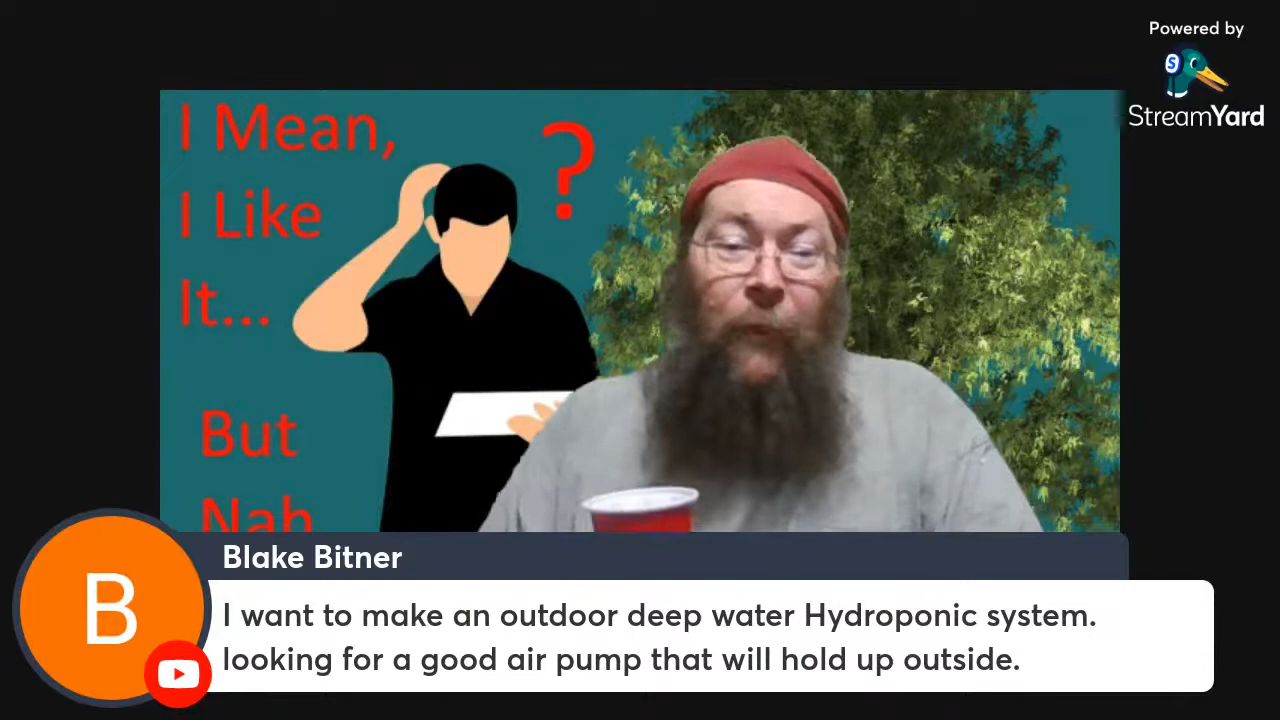 Powered by
StreamYard
I Mean,
I Like
It...
?
But
Nah
Blake Bitner
B
I want to make an outdoor deep water Hydroponic system.
looking for a good air pump that will hold up outside.